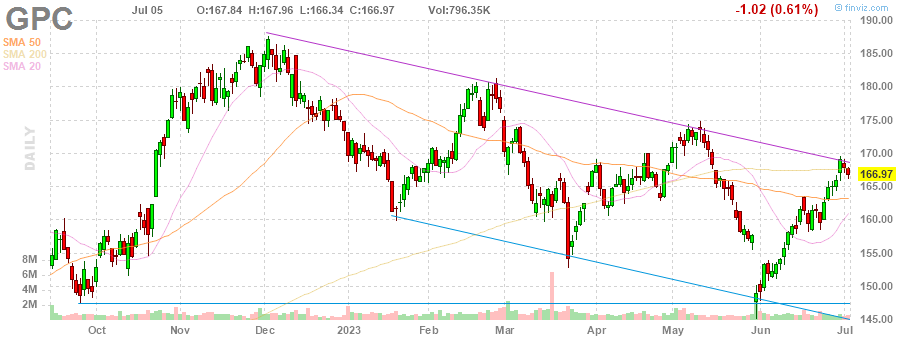 GPC Jul 05 O:167.84 H:167.96 L:166.34 C:166.97 Vol:796.35K -1.02 (0.61%) © finviz.com
SMA 50
SMA 200
SMA 20
DAILY
190.00
185.00
180.00
175.00
170.00
166.97
165.00
160.00
155.00
150.00
145.00
8M
6M
4M
2M
Oct Nov Dec 2023 Feb Mar Apr May Jun Jul